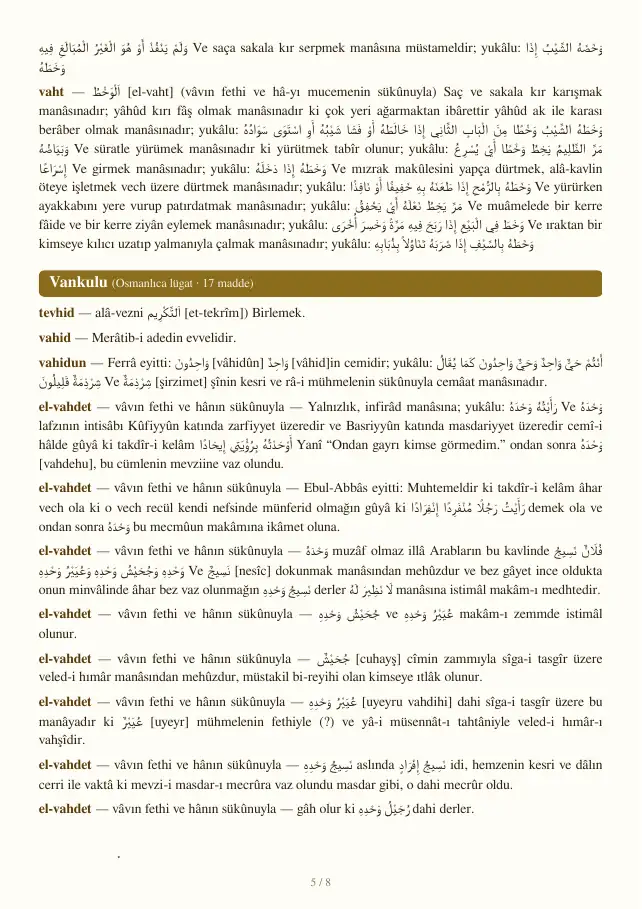 وَلَمْ يَنْفُذْ أَوْ هُوَ الْغَيْرُ الْمُبَالَغِ فِيهِ Ve saça sakala kır serpmek manâsına müstameldir; yukâlu: وَخَضَهُ الشَّيْبُ إِذَا
وَخَطَهُ
vaht — اَلْوَخْطُ [el-vaht] (vâvın fethi ve hâ-yı mucemenin sükûnuyla) Saç ve sakala kır karışmak
manâsınadır; yâhûd kırı fâş olmak manâsınadır ki çok yeri ağarmaktan ibârettir yâhûd ak ile karası
berâber olmak manâsınadır; yukâlu: وَخَطَهُ الشَّيْبُ وَخْطًا مِنَ الْبَابِ الثَّانِي إِذَا خَالَطَهُ أَوْ فَشَا شَيْبُهُ أَوِ اسْتَوَى سَوَادُهُ
وَبَيَاضُهُ Ve süratle yürümek manâsınadır ki yürütmek tabîr olunur; yukâlu: مَرَّ الظَّلِيمُ يَخِطُ وَخْطًا أَيْ يُسْرِعُ
إِسْرَاعًا Ve girmek manâsınadır; yukâlu: وَخَطَهُ إِذَا دَخَلَهُ Ve mızrak makûlesini yapça dürtmek, alâ-kavlin
öteye işletmek vech üzere dürtmek manâsınadır; yukâlu: وَخَطَهُ بِالرُّمْحِ إِذَا طَعَنَهُ بِهِ خَفِيفًا أَوْ نَافِذًا Ve yürürken
ayakkabını yere vurup patırdamak manâsınadır; yukâlu: مَرَّ يَخِطُ نَعْلَهُ أَيْ يَخْفِقُ Ve muâmelede bir kerre
fâide ve bir kerre ziyân eylemek manâsınadır; yukâlu: وَخَطَ فِي الْبَيْعِ إِذَا رَبِحَ فِيهِ مَرَّةً وَخَسِرَ أُخْرَى Ve ıraktan bir
kimseye kılıcı uzatıp yalmanıyla çalmak manâsınadır; yukâlu: وَخَطَهُ بِالسَّيْفِ إِذَا ضَرَبَهُ تَنَاوُلاً بِذُبَابِهِ
Vankulu (Osmanlıca lügat · 17 madde)
tevhid — alâ-vezni اَلتَّكْرِيم [et-tekrîm]) Birlemek.
vahid — Merâtib-i adedin evvelidir.
vahidun — Ferrâ eyitti: وَاحِدُونَ [vâhidûn] وَاحِدٌ [vâhid]in cemidir; yukâlu: أَنْتُمْ حَيٌّ وَاحِدٌ وَحَيٌّ وَاحِدُونَ كَمَا يُقَالُ
شِرْذِمَةٌ قَلِيلُونَ Ve شِرْذِمَةٌ [şirzimet] şînin kesri ve râ-i mühmelenin sükûnuyla cemâat manâsınadır.
el-vahdet — vâvın fethi ve hânın sükûnuyla — Yalnızlık, infirâd manâsına; yukâlu: رَأَيْتُهُ وَحْدَهُ Ve وَحْدَهُ
lafzının intisâbı Kûfiyyûn katında zarfiyyet üzeredir ve Basriyyûn katında masdariyyet üzeredir cemî-i
hâlde gûyâ ki takdîr-i kelâm أَوْحَدْتُهُ بِرُؤْيَتِي إِيحَادًا Yanî “Ondan gayrı kimse görmedim.” ondan sonra وَحْدَهُ
[vahdehu], bu cümlenin mevziine vaz olundu.
el-vahdet — vâvın fethi ve hânın sükûnuyla — Ebul-Abbâs eyitti: Muhtemeldir ki takdîr-i kelâm âhar
vech ola ki o vech recül kendi nefsinde münferid olmağın gûyâ ki رَأَيْتُ رَجُلًا مُنْفَرِدًا إِنْفِرَادًا demek ola ve
ondan sonra وَحْدَهُ bu mecmûun makâmına ikâmet oluna.
el-vahdet — vâvın fethi ve hânın sükûnuyla — وَحْدَهُ muzâf olmaz illâ Arabların bu kavlinde فُلَانٌ نَسِيجُ
وَحْدِهِ وَجُحَيْشُ وَحْدِهِ وَعُيَيْرُ وَحْدِهِ Ve نَسِيجٌ [nesîc] dokunmak manâsından mehûzdur ve bez gâyet ince oldukta
onun minvâlinde âhar bez vaz olunmağın نَسِيجُ وَحْدِهِ derler لَا نَظِيرَ لَهُ manâsına istimâl makâm-ı medhtedir.
el-vahdet — vâvın fethi ve hânın sükûnuyla — جُحَيْشُ وَحْدِهِ ve عُيَيْرُ وَحْدِهِ makâm-ı zemmde istimâl
olunur.
el-vahdet — vâvın fethi ve hânın sükûnuyla — جُحَيْشٌ [cuhayş] cîmin zammıyla sîga-i tasgîr üzere
veled-i hımâr manâsından mehûzdur, müstakil bi-reyihi olan kimseye ıtlâk olunur.
el-vahdet — vâvın fethi ve hânın sükûnuyla — عُيَيْرُ وَحْدِهِ [uyeyru vahdihi] dahi sîga-i tasgîr üzere bu
manâyadır ki عُيَيْرٌ [uyeyr] mühmelenin fethiyle (?) ve yâ-i müsennât-ı tahtâniyle veled-i hımâr-ı
vahşîdir.
el-vahdet — vâvın fethi ve hânın sükûnuyla — نَسِيجُ وَحْدِهِ aslında نَسِيجُ إِفْرَادٍ idi, hemzenin kesri ve dâlın
cerri ile vaktâ ki mevzi-i masdar-ı mecrûra vaz olundu masdar gibi, o dahi mecrûr oldu.
el-vahdet — vâvın fethi ve hânın sükûnuyla — gâh olur ki رُجَيْلُ وَحْدِهِ dahi derler.
.
5 / 8